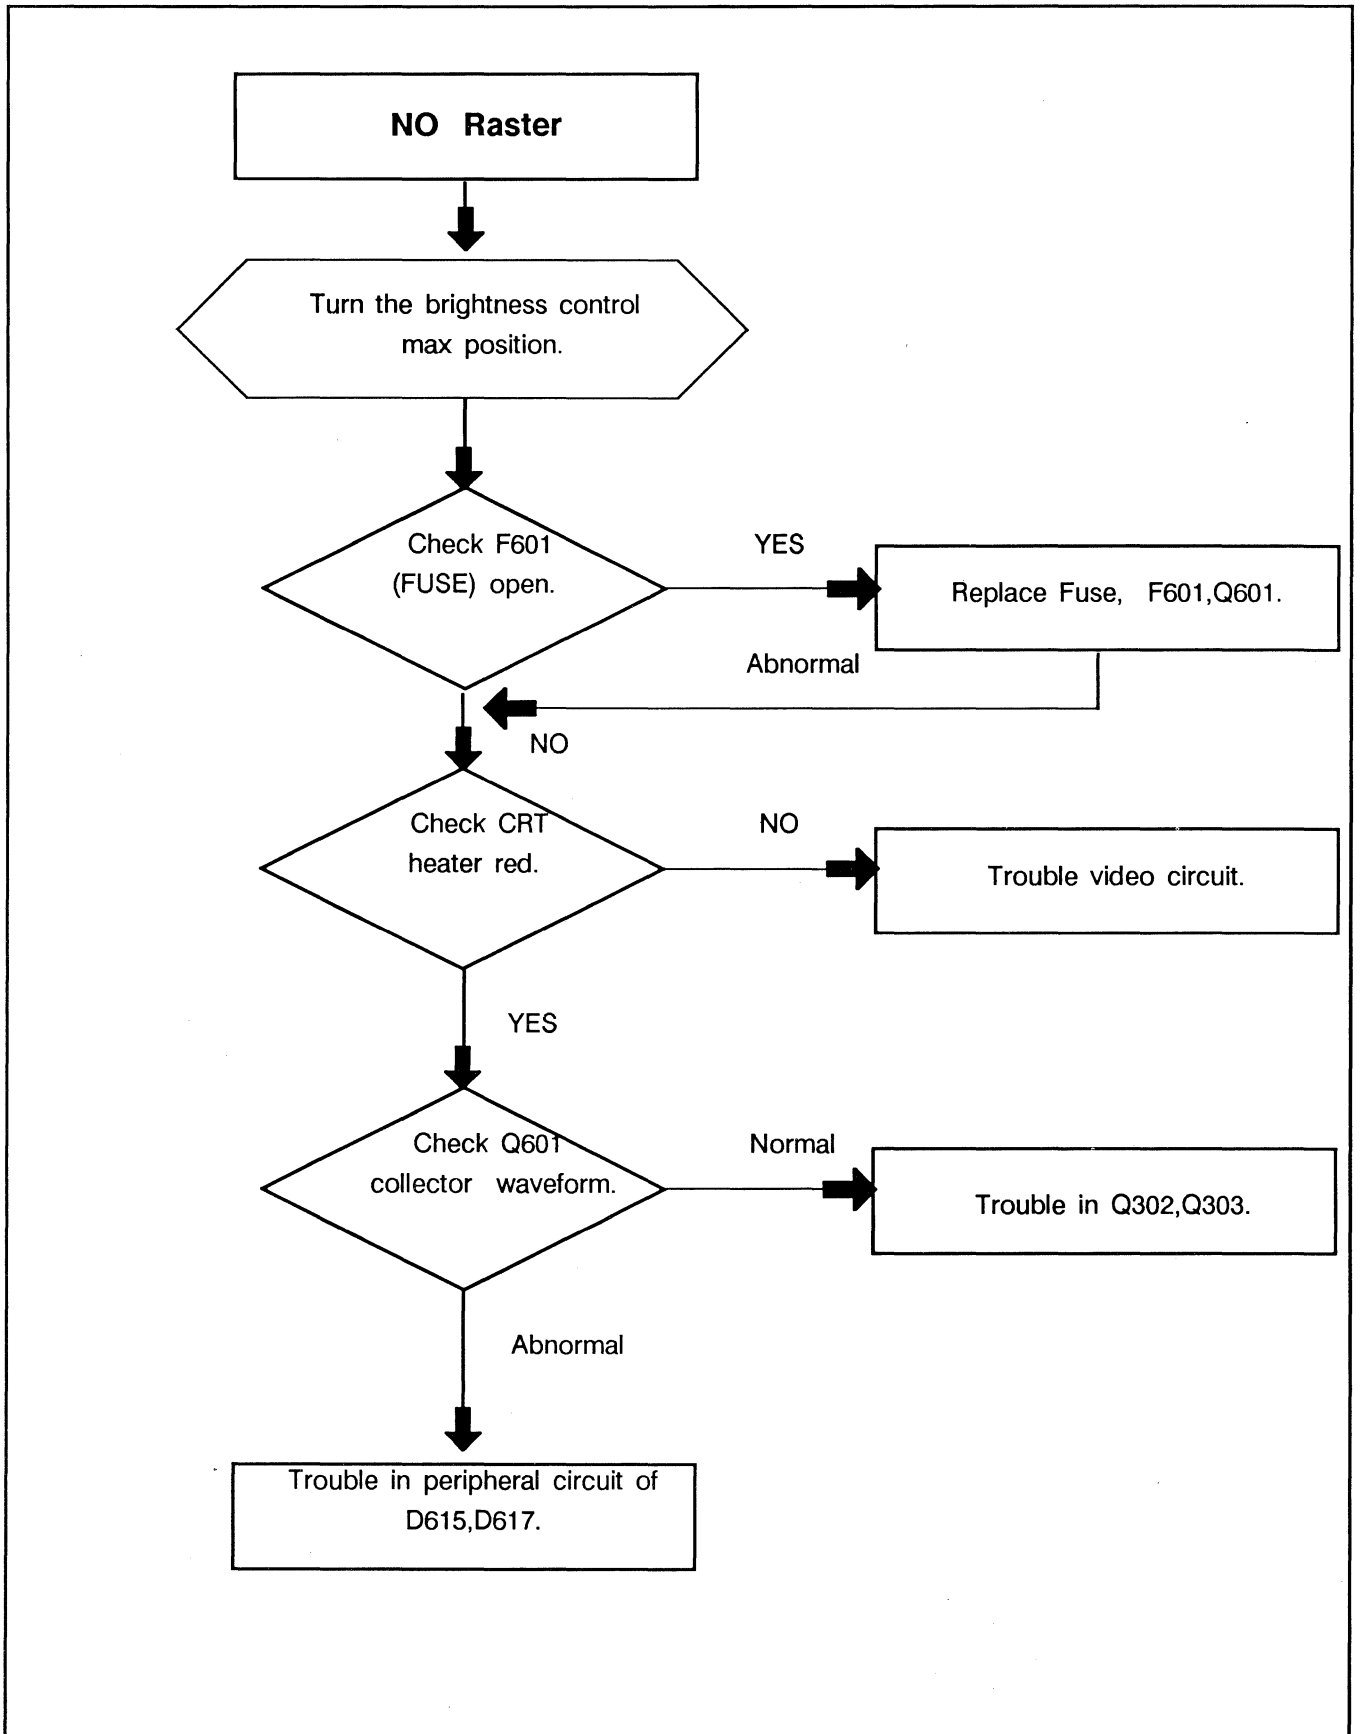 NO Raster
Turn the brightness control
max position.
Check F601
(FUSE) open.
YES
Replace Fuse, F601,Q601.
Abnormal
NO
Check CRT
heater red.
NO
Trouble video circuit.
YES
Check Q601
collector waveform.
Normal
Trouble in Q302,Q303.
Abnormal
Trouble in peripheral circuit of
D615,D617.